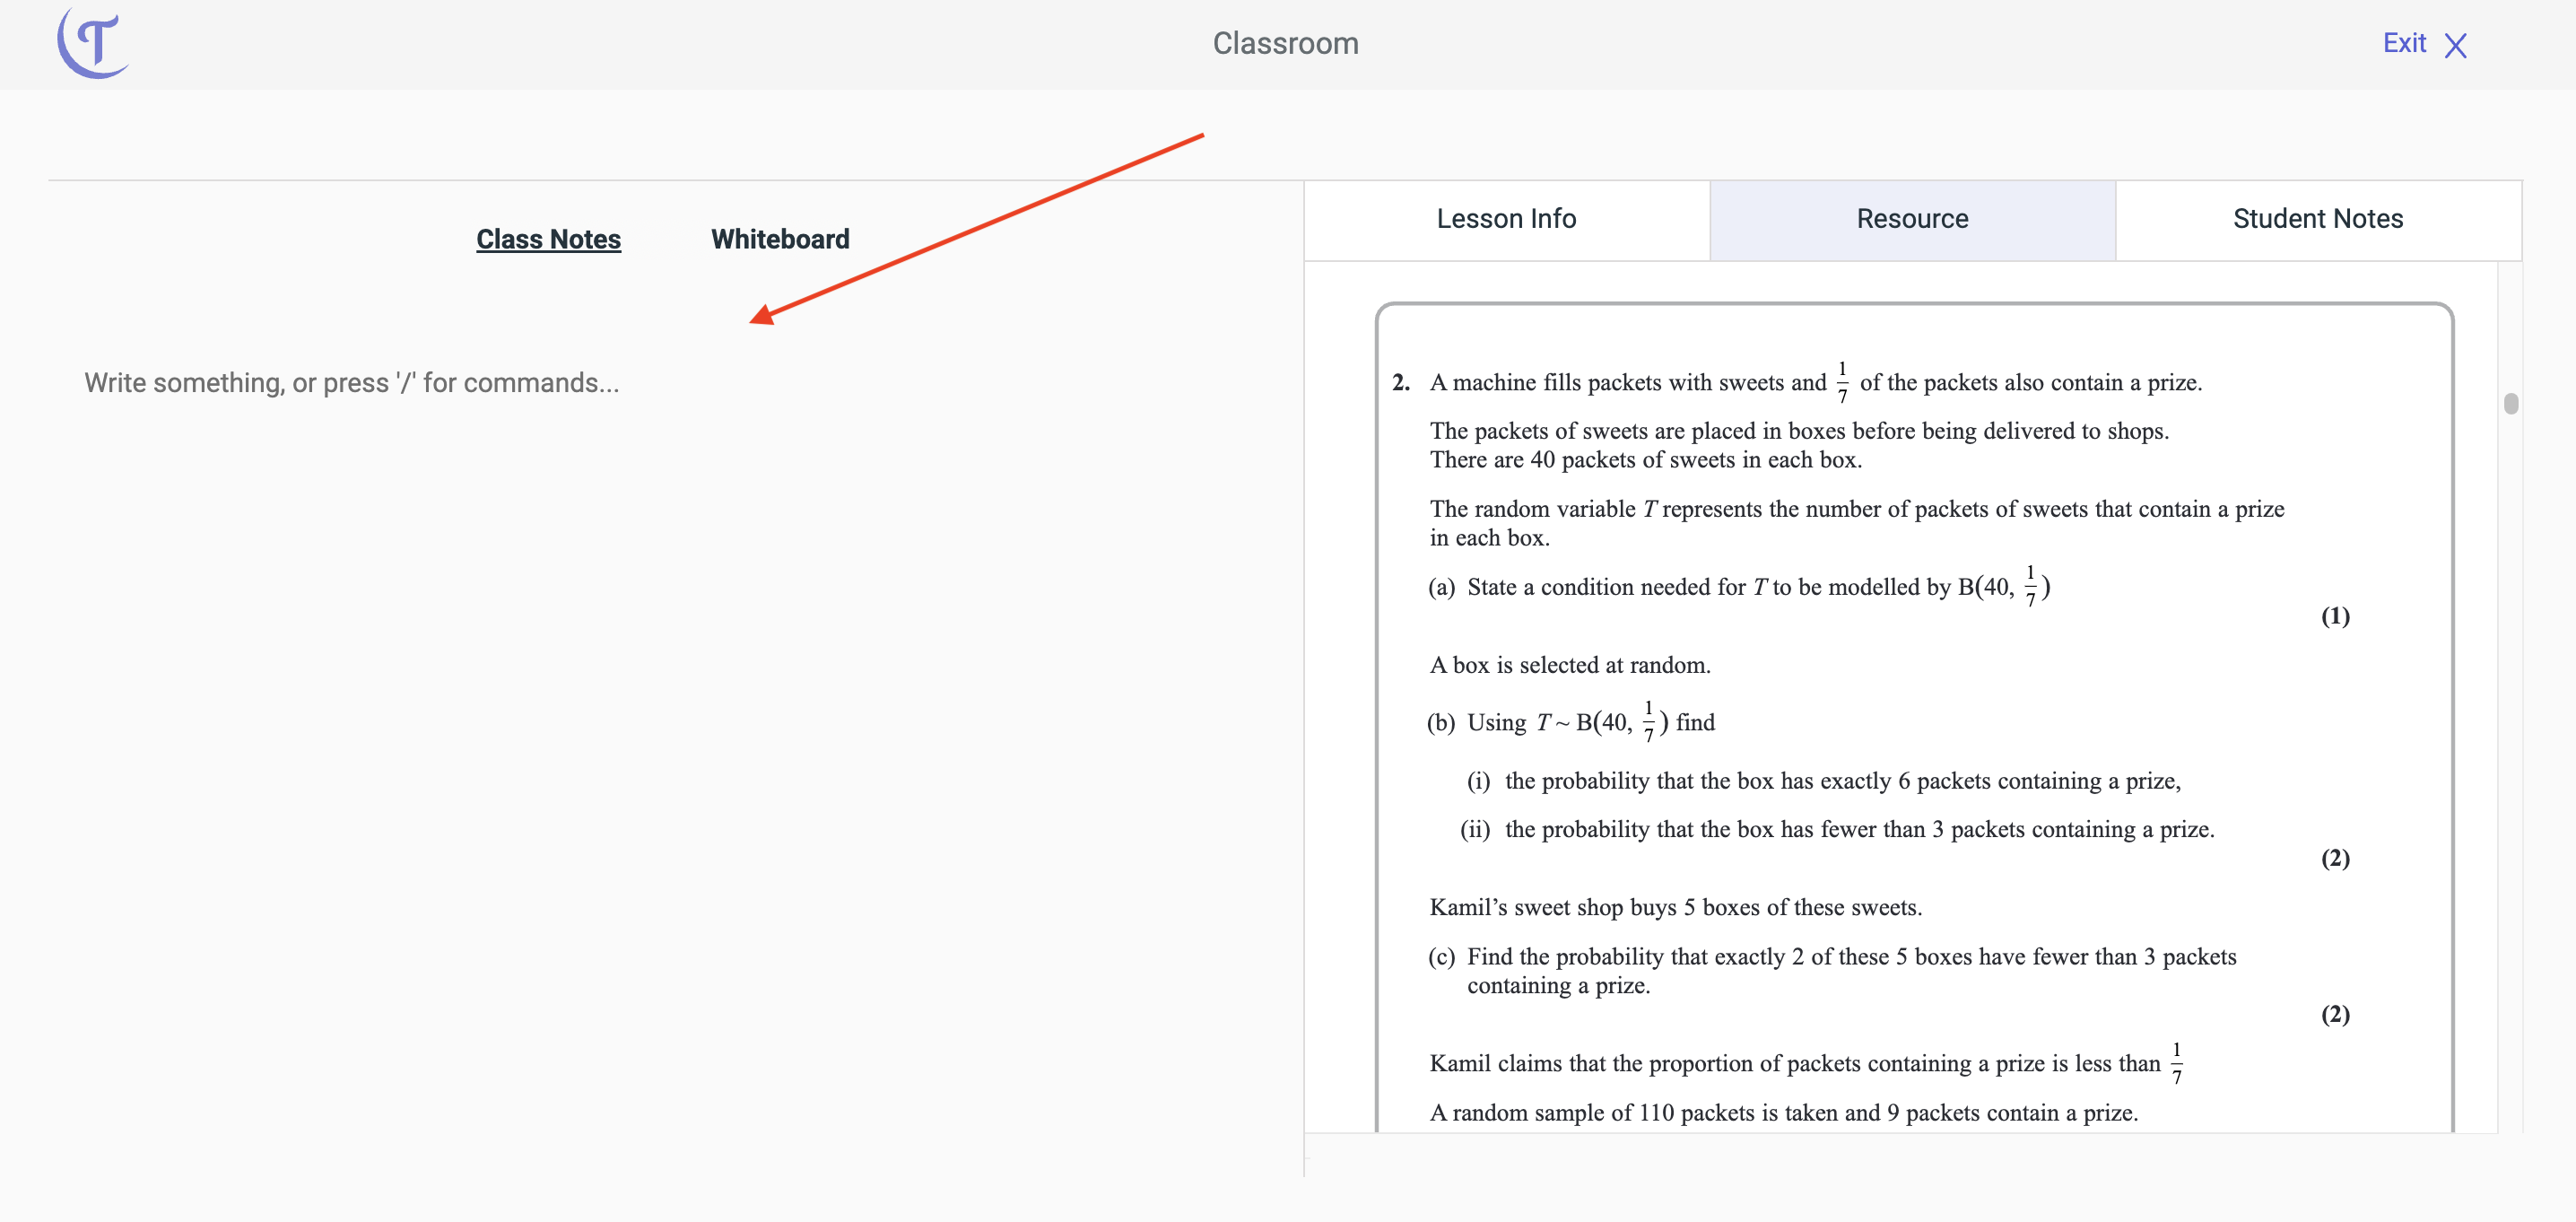 Classroom
Exit
Class Notes
Whiteboard
Write something, or press '/' for commands...
Lesson Info
Resource
Student Notes
2. A machine fills packets with sweets and 1/7 of the packets also contain a prize.
The packets of sweets are placed in boxes before being delivered to shops.
There are 40 packets of sweets in each box.
The random variable T represents the number of packets of sweets that contain a prize
in each box.
(a) State a condition needed for T to be modelled by B(40, 1/7)
(1)
A box is selected at random.
(b) Using T ~ B(40, 1/7) find
(i) the probability that the box has exactly 6 packets containing a prize,
(ii) the probability that the box has fewer than 3 packets containing a prize.
(2)
Kamil’s sweet shop buys 5 boxes of these sweets.
(c) Find the probability that exactly 2 of these 5 boxes have fewer than 3 packets
containing a prize.
(2)
Kamil claims that the proportion of packets containing a prize is less than 1/7
A random sample of 110 packets is taken and 9 packets contain a prize.